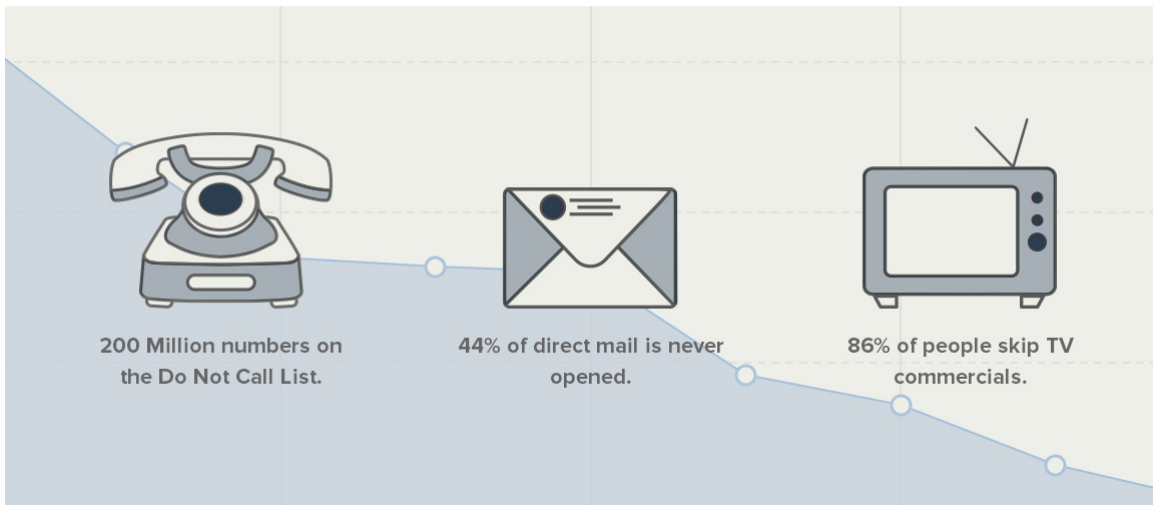 200 Million numbers on
the Do Not Call List.
44% of direct mail is never
opened.
86% of people skip TV
commercials.